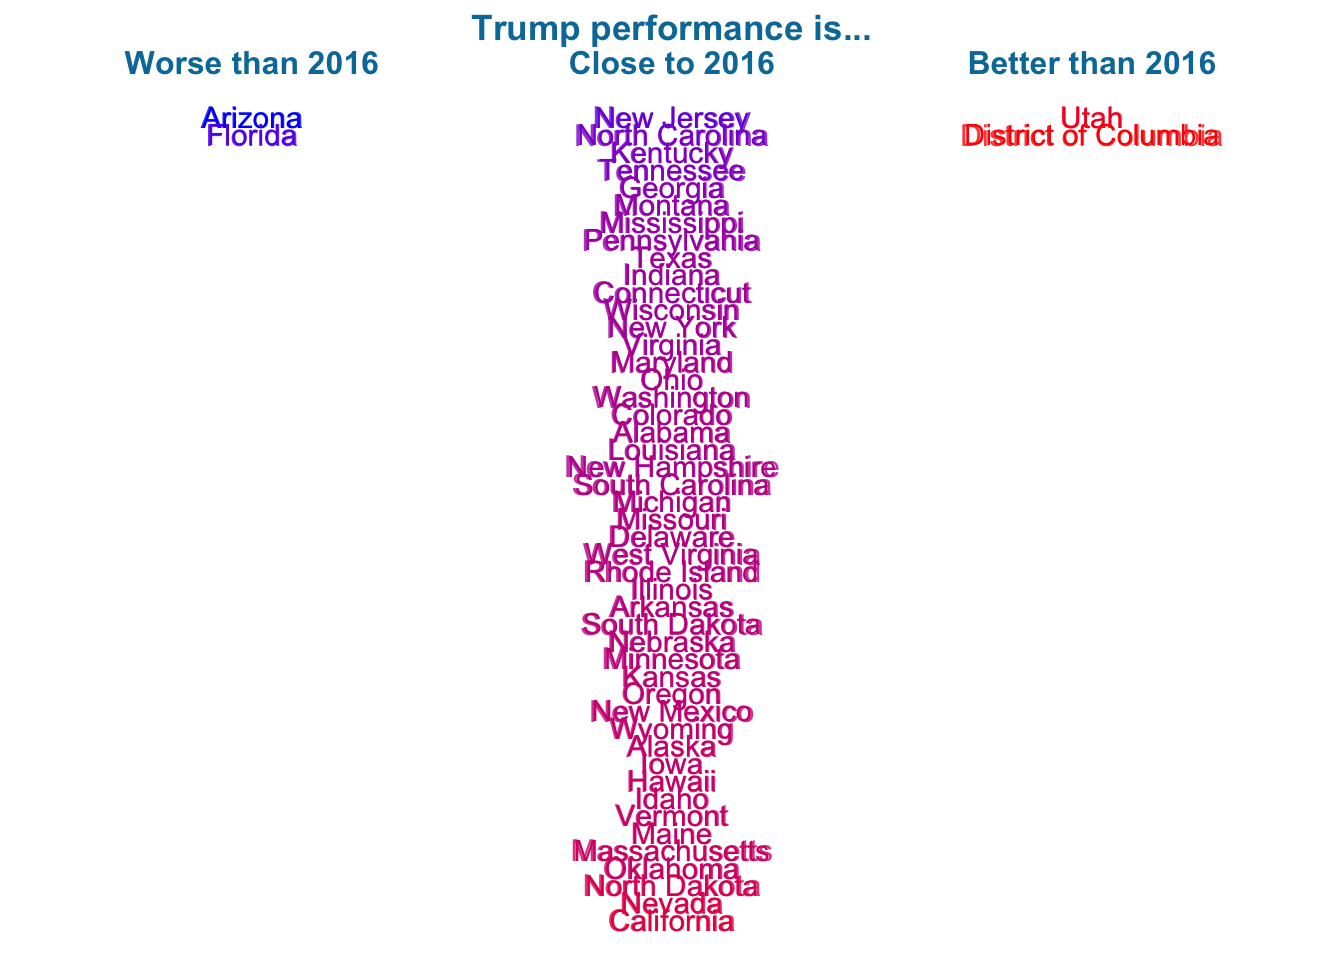 Trump performance is...
Worse than 2016
Arizona
Florida
Close to 2016
New Jersey
North Carolina
Kentucky
Tennessee
Georgia
Montana
Mississippi
Pennsylvania
Texas
Indiana
Connecticut
Wisconsin
New York
Virginia
Maryland
Ohio
Washington
Colorado
Alabama
Louisiana
New Hampshire
South Carolina
Michigan
Missouri
Delaware
West Virginia
Rhode Island
Illinois
Arkansas
South Dakota
Nebraska
Minnesota
Kansas
Oregon
New Mexico
Wyoming
Alaska
Iowa
Hawaii
Idaho
Vermont
Maine
Massachusetts
Oklahoma
North Dakota
Nevada
California
Better than 2016
Utah
District of Columbia